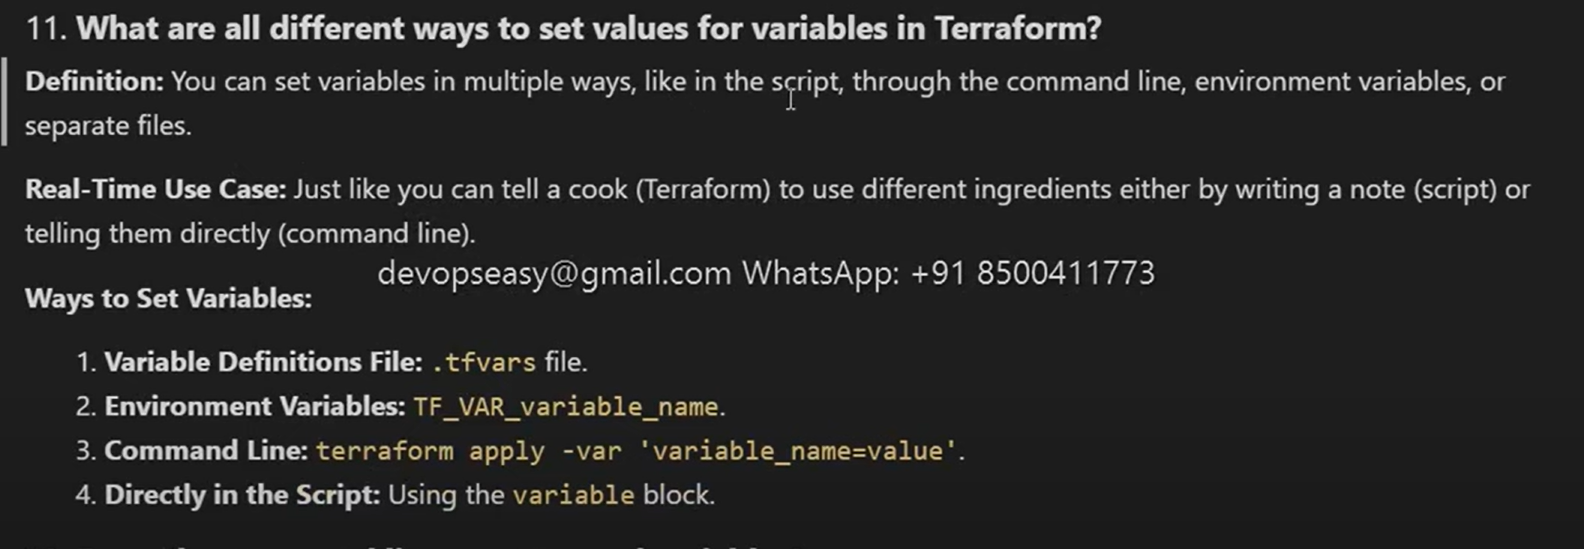 11. What are all different ways to set values for variables in Terraform?
Definition: You can set variables in multiple ways, like in the script, through the command line, environment variables, or
separate files.
Real-Time Use Case: Just like you can tell a cook (Terraform) to use different ingredients either by writing a note (script) or
telling them directly (command line).
devopseasy@gmail.com WhatsApp: +91 8500411773
Ways to Set Variables:
1. Variable Definitions File: .tfvars file.
2. Environment Variables: TF_VAR_variable_name.
3. Command Line: terraform apply -var 'variable_name=value'.
4. Directly in the Script: Using the variable block.